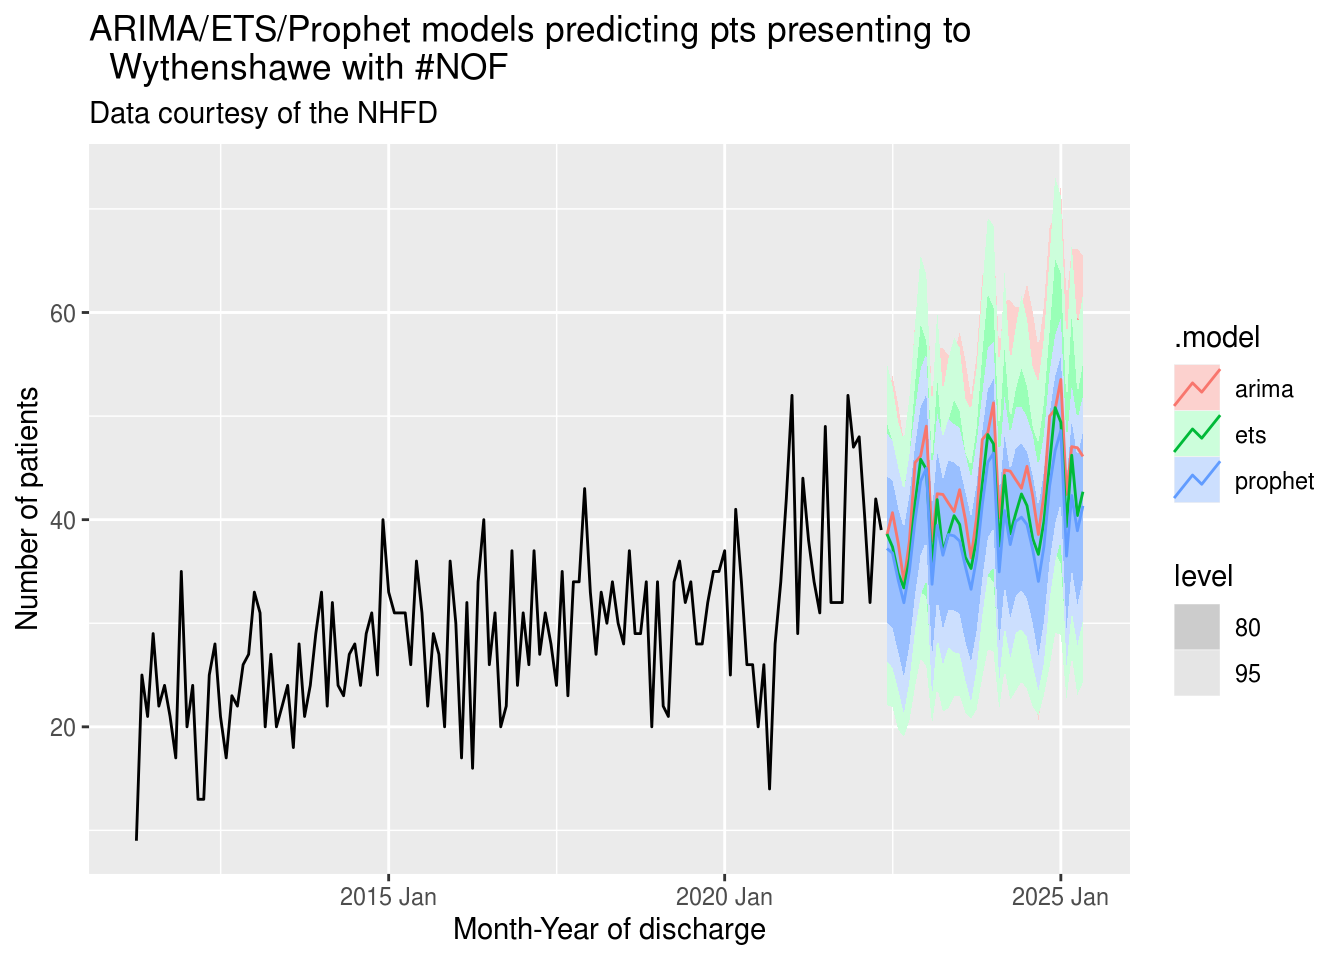 ARIMA/ETS/Prophet models predicting pts presenting to
Wythenshawe with #NOF
Data courtesy of the NHFD
Number of patients
60
40
20
2015 Jan
2020 Jan
2025 Jan
Month-Year of discharge
.model
arima
ets
prophet
level
80
95